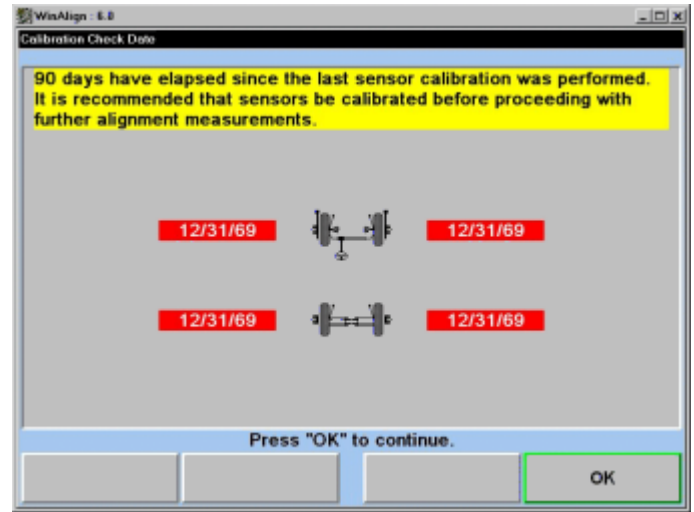 WinAlign : 6.0
Calibration Check Date
90 days have elapsed since the last sensor calibration was performed.
It is recommended that sensors be calibrated before proceeding with
further alignment measurements.
12/31/69 12/31/69
12/31/69 12/31/69
Press "OK" to continue.
OK